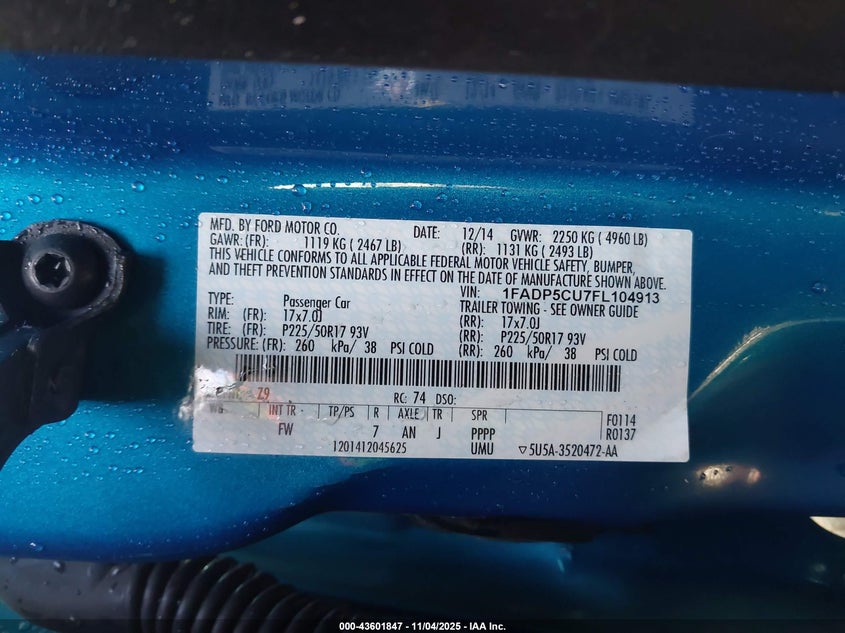 MFD. BY FORD MOTOR CO. DATE: 12/14 GVWR: 2250 KG ( 4960 LB)
GAWR: (FR): 1119 KG ( 2467 LB) (RR): 1131 KG ( 2493 LB)
THIS VEHICLE CONFORMS TO ALL APPLICABLE FEDERAL MOTOR VEHICLE SAFETY, BUMPER,
AND THEFT PREVENTION STANDARDS IN EFFECT ON THE DATE OF MANUFACTURE SHOWN ABOVE.
VIN: 1FADP5CU7FL104913
TYPE: Passenger Car TRAILER TOWING - SEE OWNER GUIDE
RIM: (FR): 17x7.0J (RR): 17x7.0J
TIRE: (FR): P225/50R17 93V (RR): P225/50R17 93V
PRESSURE: (FR): 260 kPa/ 38 PSI COLD (RR): 260 kPa/ 38 PSI COLD
Z9 RC: 74 DSO:
WB INT TR TP/PS R AXLE TR SPR F0114
FW 7 AN J PPPP R0137
1201412045625 UMU ▽5U5A-3520472-AA
000-43601847 - 11/04/2025 - IAA Inc.